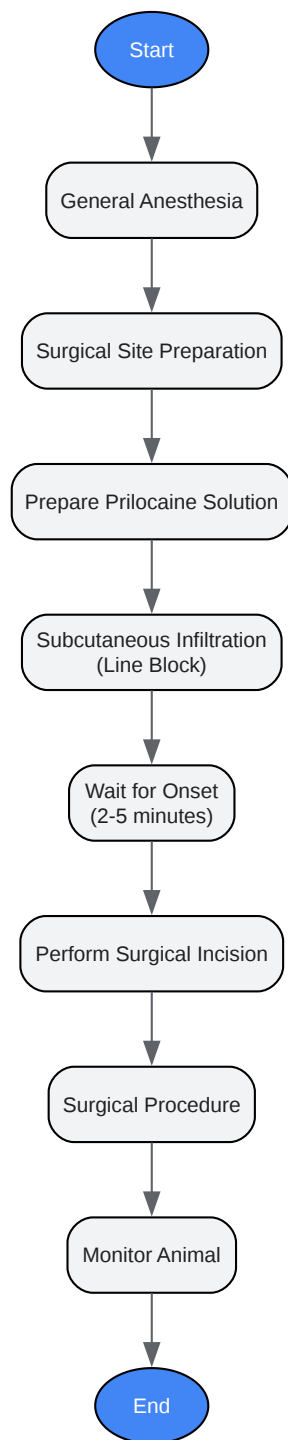 Start
General Anesthesia
Surgical Site Preparation
Prepare Prilocaine Solution
Subcutaneous Infiltration
(Line Block)
Wait for Onset
(2-5 minutes)
Perform Surgical Incision
Surgical Procedure
Monitor Animal
End